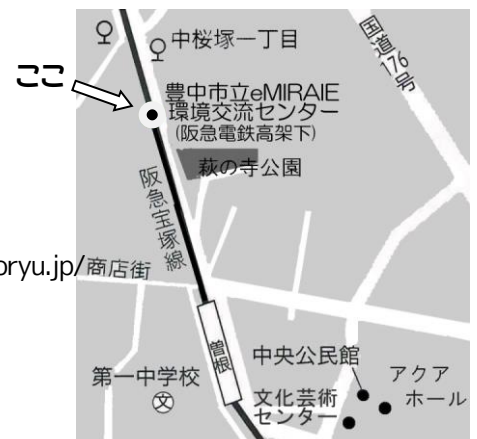 中桜塚一丁目
国道176号
ここ
豊中市立eMIRAIE
環境交流センター
(阪急電鉄高架下)
萩の寺公園
阪急宝塚線
oryu.jp/商店街
曽根
中央公民館
第一中学校
文
アクア
ホール
文化芸術
センター